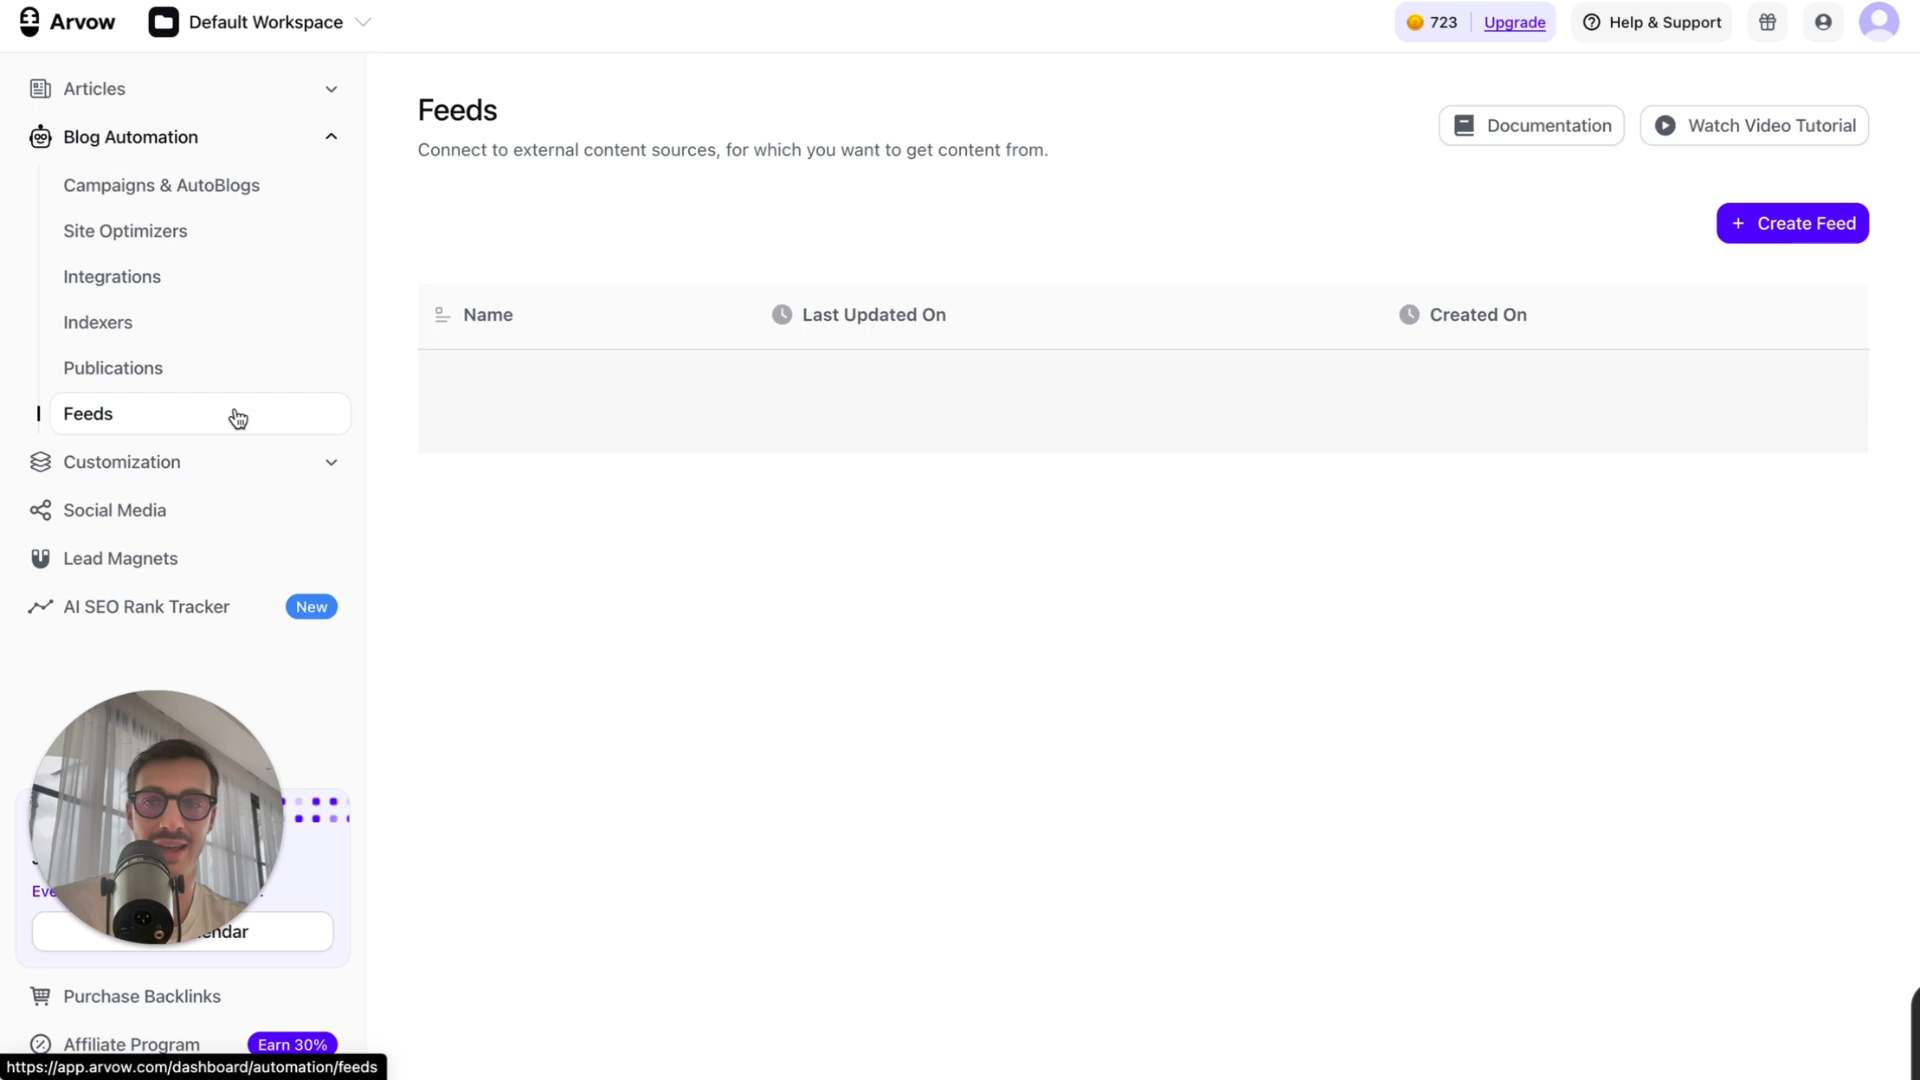 Arvow
Default Workspace
723
Upgrade
Help & Support
Articles
Blog Automation
Campaigns & AutoBlogs
Site Optimizers
Integrations
Indexers
Publications
Feeds
Customization
Social Media
Lead Magnets
AI SEO Rank Tracker
New
Purchase Backlinks
Affiliate Program
Earn 30%
https://app.arvow.com/dashboard/automation/feeds
Feeds
Connect to external content sources, for which you want to get content from.
Documentation
Watch Video Tutorial
+ Create Feed
Name
Last Updated On
Created On